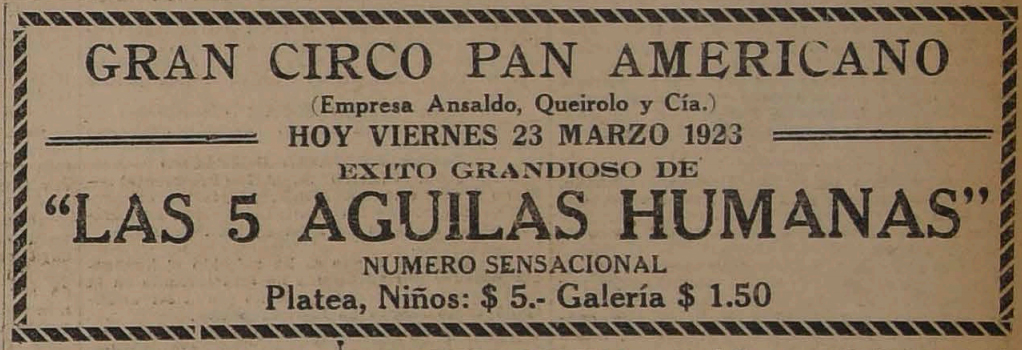 GRAN CIRCO PAN AMERICANO
(Empresa Ansaldo, Queirolo y Cía.)
HOY VIERNES 23 MARZO 1923
EXITO GRANDIOSO DE
“LAS 5 AGUILAS HUMANAS”
NUMERO SENSACIONAL
Platea, Niños: $ 5.- Galería $ 1.50